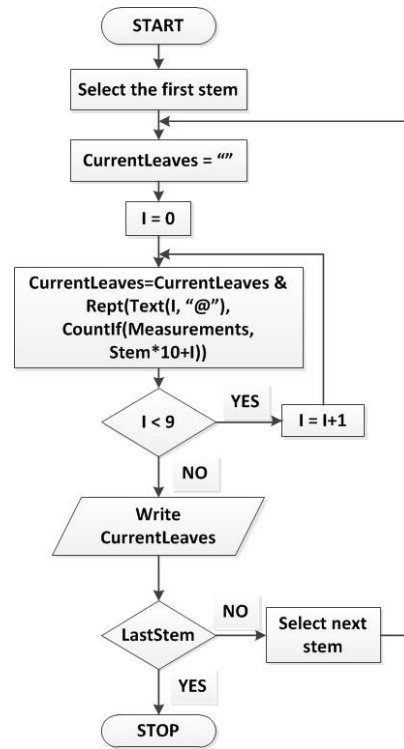 START
Select the first stem
CurrentLeaves = “”
I = 0
CurrentLeaves=CurrentLeaves &
Rept(Text(I, “@”),
CountIf(Measurements,
Stem*10+I))
I < 9
YES
I = I+1
NO
Write
CurrentLeaves
LastStem
NO
Select next
stem
YES
STOP